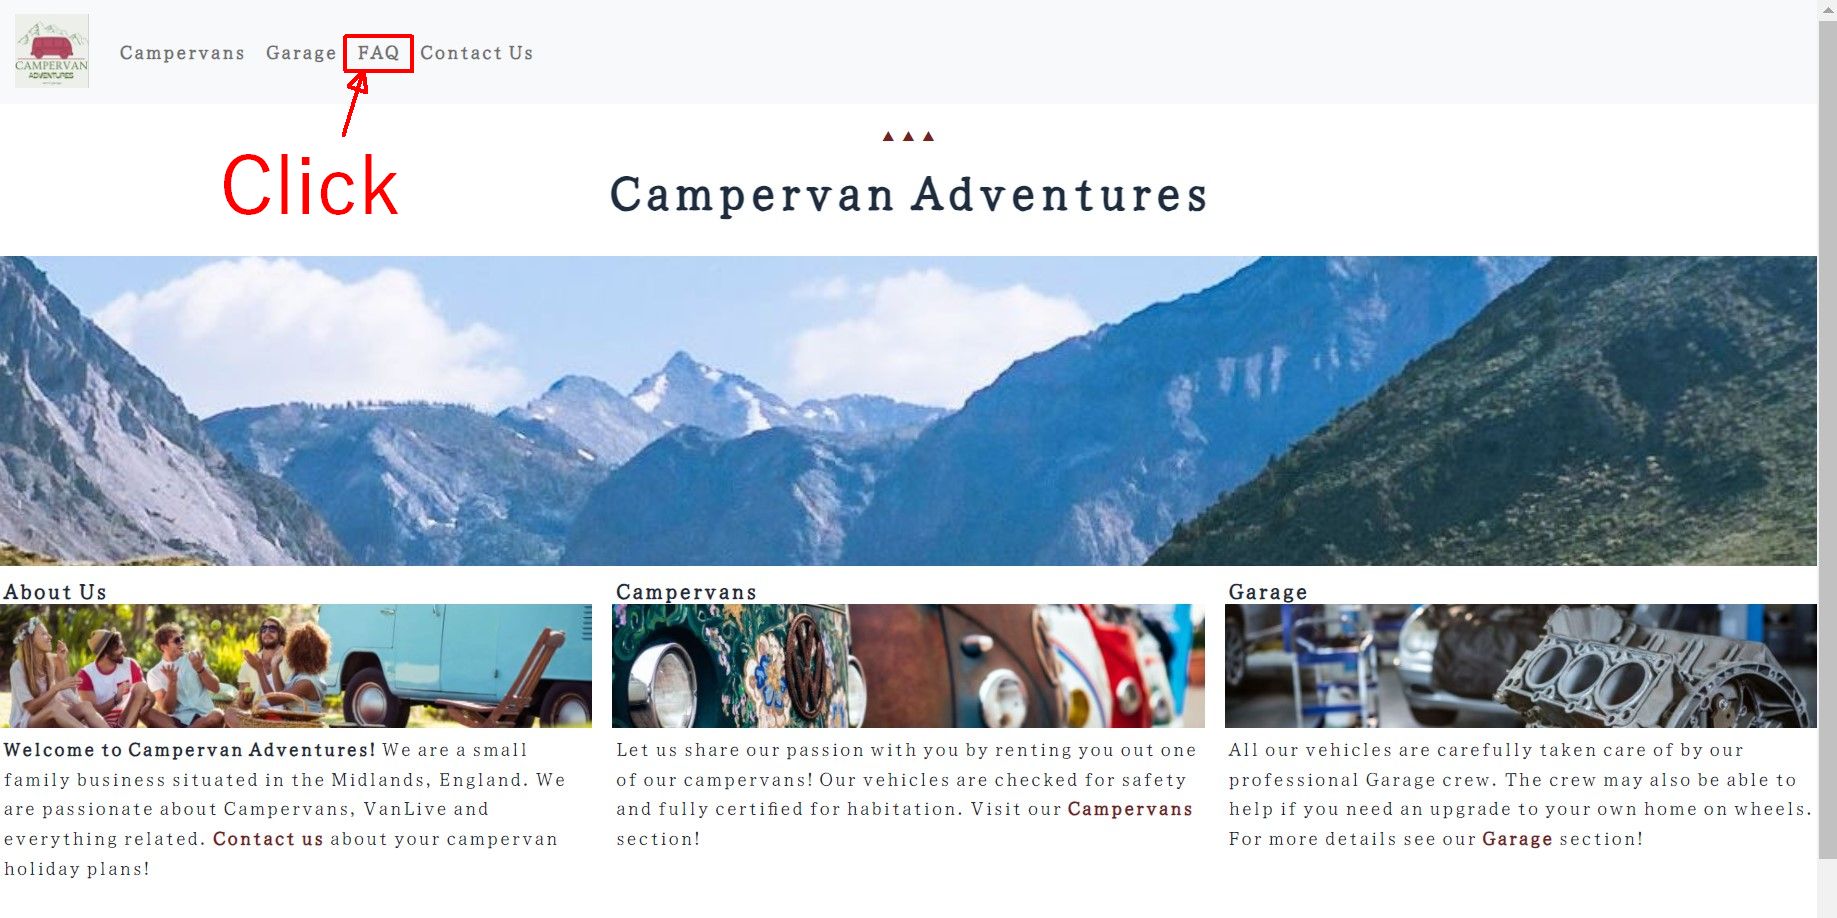 CAMPERVAN
ADVENTURES
Campervans Garage FAQ Contact Us
Click
▲▲▲
Campervan Adventures
About Us
Welcome to Campervan Adventures! We are a small
family business situated in the Midlands, England. We
are passionate about Campervans, VanLive and
everything related. Contact us about your campervan
holiday plans!
Campervans
Let us share our passion with you by renting you out one
of our campervans! Our vehicles are checked for safety
and fully certified for habitation. Visit our Campervans
section!
Garage
All our vehicles are carefully taken care of by our
professional Garage crew. The crew may also be able to
help if you need an upgrade to your own home on wheels.
For more details see our Garage section!